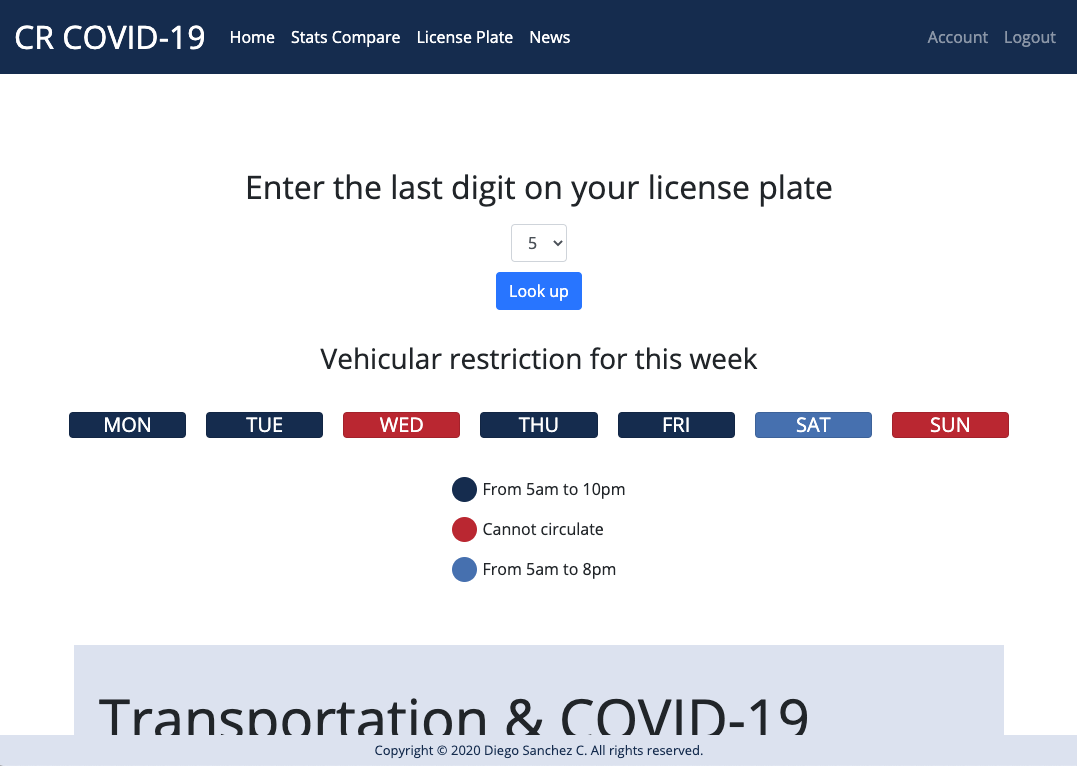 CR COVID-19 Home Stats Compare License Plate News Account Logout
Enter the last digit on your license plate
5
Look up
Vehicular restriction for this week
MON TUE WED THU FRI SAT SUN
From 5am to 10pm
Cannot circulate
From 5am to 8pm
Transportation & COVID-19
Copyright © 2020 Diego Sanchez C. All rights reserved.